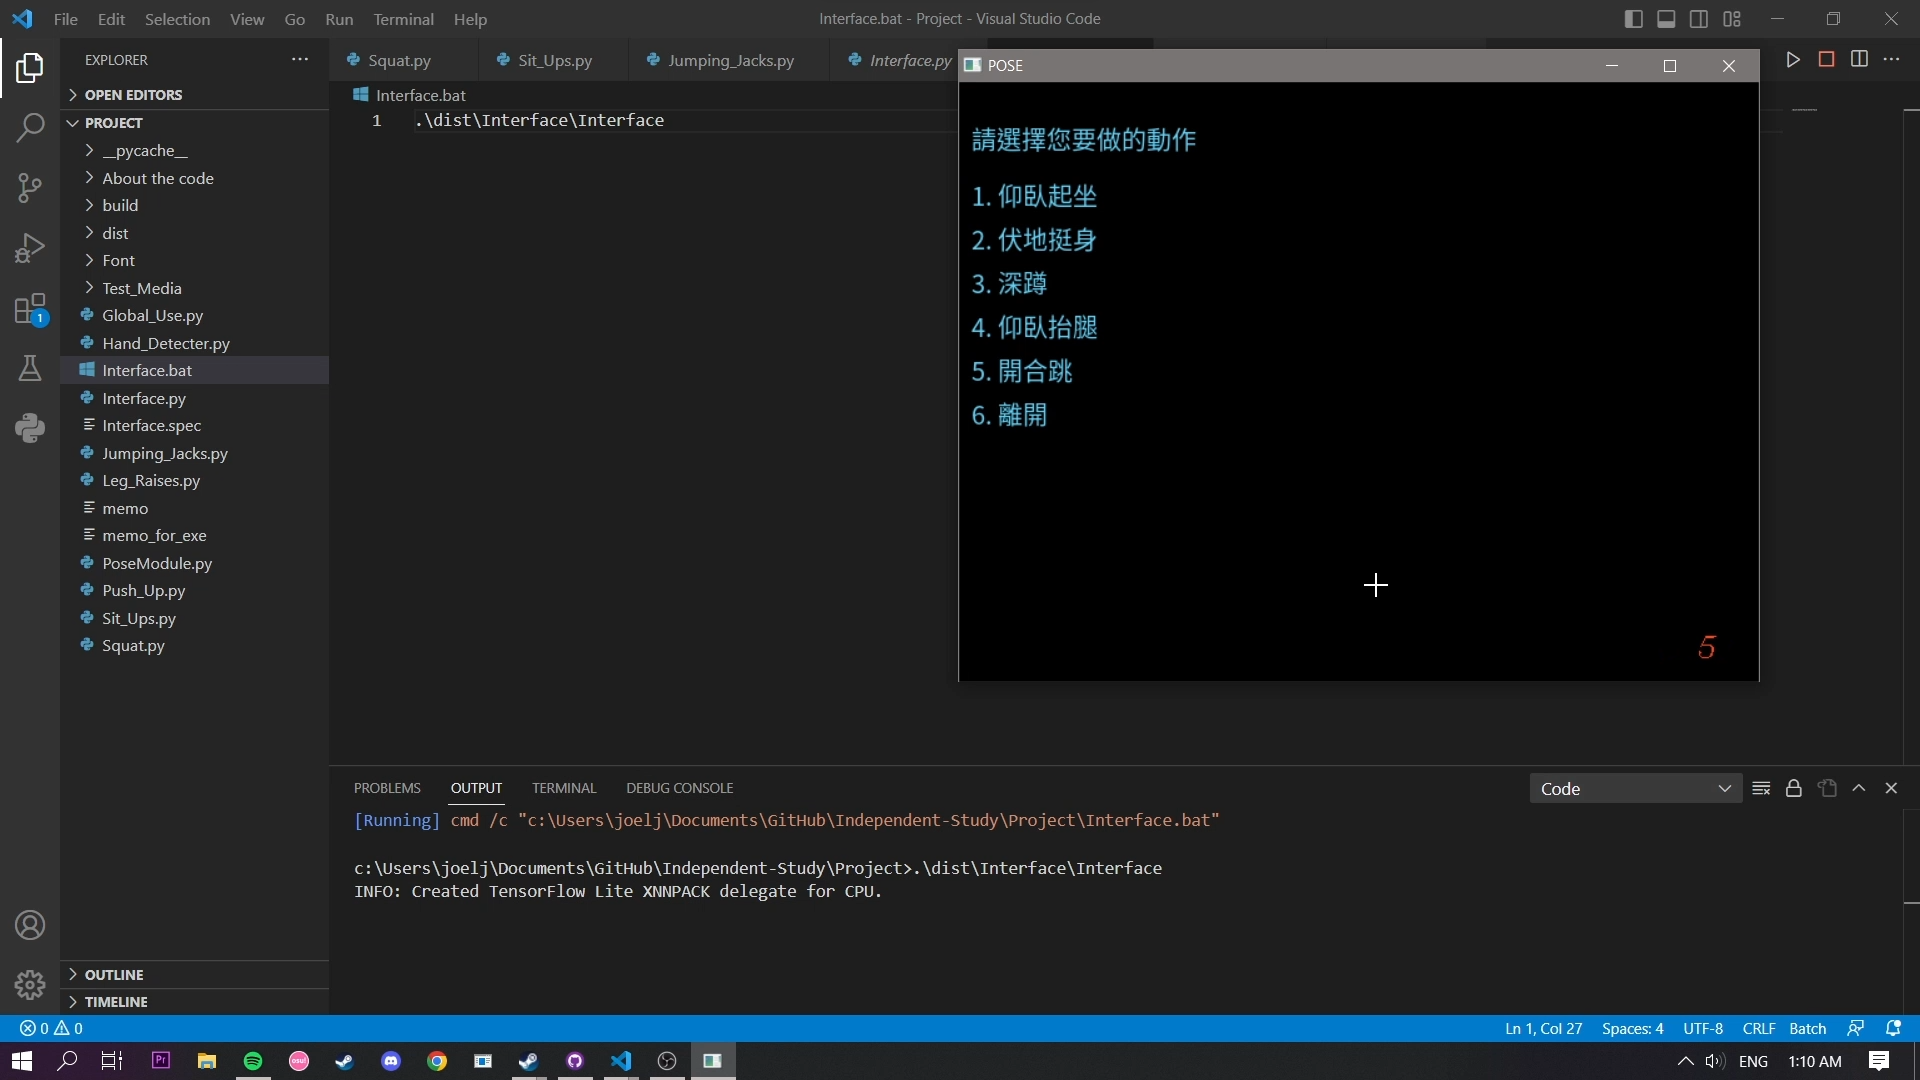 File Edit Selection View Go Run Terminal Help
Interface.bat - Project - Visual Studio Code
EXPLORER
Squat.py
Sit_Ups.py
Jumping_Jacks.py
Interface.py
OPEN EDITORS
PROJECT
__pycache__
About the code
build
dist
Font
Test_Media
Global_Use.py
Hand_Detecter.py
Interface.bat
Interface.py
Interface.spec
Jumping_Jacks.py
Leg_Raises.py
memo
memo_for_exe
PoseModule.py
Push_Up.py
Sit_Ups.py
Squat.py
OUTLINE
TIMELINE
1
Interface.bat
1 .\dist\Interface\Interface
POSE
請選擇您要做的動作
1. 仰臥起坐
2. 伏地挺身
3. 深蹲
4. 仰臥抬腿
5. 開合跳
6. 離開
5
PROBLEMS OUTPUT TERMINAL DEBUG CONSOLE
Code
[Running] cmd /c "c:\Users\joelj\Documents\GitHub\Independent-Study\Project\Interface.bat"
c:\Users\joelj\Documents\GitHub\Independent-Study\Project>.\dist\Interface\Interface
INFO: Created TensorFlow Lite XNNPACK delegate for CPU.
0 0
Ln 1, Col 27 Spaces: 4 UTF-8 CRLF Batch
Pr
osu!
ENG 1:10 AM